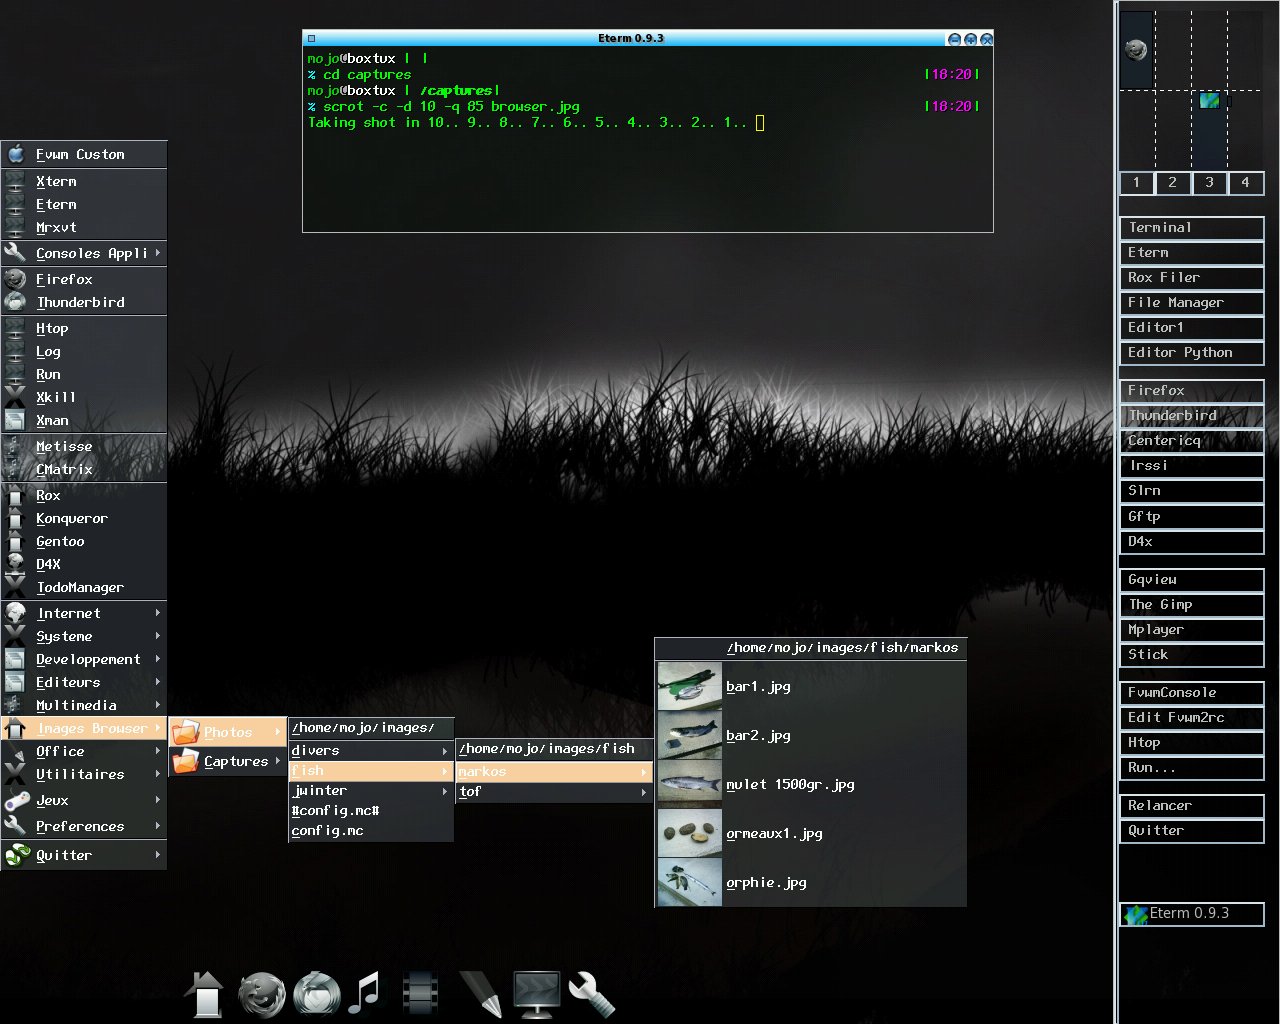 Eterm 0.9.3
mojo@boxtux | |
% cd captures |18:20|
mojo@boxtux | /captures|
% scrot -c -d 10 -q 85 browser.jpg |18:20|
Taking shot in 10.. 9.. 8.. 7.. 6.. 5.. 4.. 3.. 2.. 1..
Fvwm Custom
Xterm
Eterm
Mrxvt
Consoles Appli
Firefox
Thunderbird
Htop
Log
Run
Xkill
Xman
Metisse
CMatrix
Rox
Konqueror
Gentoo
D4X
TodoManager
Internet
Systeme
Developpement
Editeurs
Multimedia
Images Browser
Office
Utilitaires
Jeux
Preferences
Quitter
Photos
Captures
/home/mojo/images/
divers
fish
jwinter
#config.mc#
config.mc
/home/mojo/images/fish
markos
tof
/home/mojo/images/fish/markos
bar1.jpg
bar2.jpg
mulet 1500gr.jpg
ormeaux1.jpg
orphie.jpg
1 2 3 4
Terminal
Eterm
Rox Filer
File Manager
Editor1
Editor Python
Firefox
Thunderbird
Centericq
Irssi
Slrn
Gftp
D4x
Gqview
The Gimp
Mplayer
Stick
FvwmConsole
Edit Fvwm2rc
Htop
Run...
Relancer
Quitter
Eterm 0.9.3